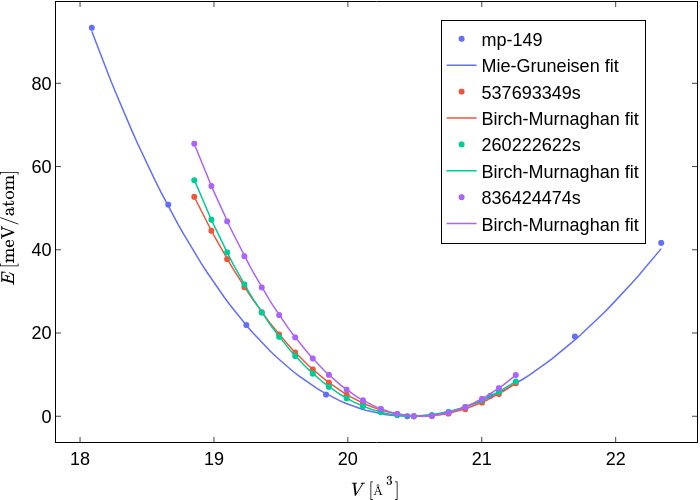 mp-149
Mie-Gruneisen fit
537693349s
Birch-Murnaghan fit
260222622s
Birch-Murnaghan fit
836424474s
Birch-Murnaghan fit
80
60
40
20
0
E [meV/atom]
18
19
20
21
22
V [Å³]